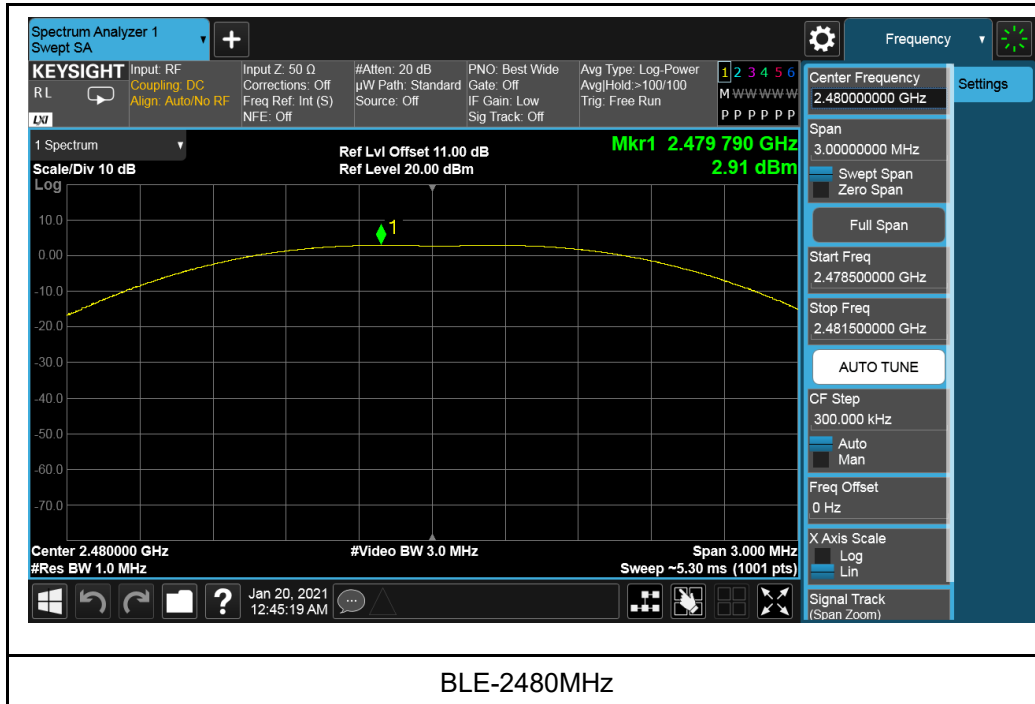 Spectrum Analyzer 1
Swept SA
+
Frequency
KEYSIGHT
RL
LXI
Input: RF
Coupling: DC
Align: Auto/No RF
Input Z: 50 Ω
Corrections: Off
Freq Ref: Int (S)
NFE: Off
#Atten: 20 dB
µW Path: Standard
Source: Off
PNO: Best Wide
Gate: Off
IF Gain: Low
Sig Track: Off
Avg Type: Log-Power
Avg|Hold:>100/100
Trig: Free Run
1 2 3 4 5 6
M W W W W W
P P P P P P
1 Spectrum
Scale/Div 10 dB
Log
Ref Lvl Offset 11.00 dB
Ref Level 20.00 dBm
Mkr1 2.479 790 GHz
2.91 dBm
1
10.0
0.00
-10.0
-20.0
-30.0
-40.0
-50.0
-60.0
-70.0
Center 2.480000 GHz
#Res BW 1.0 MHz
#Video BW 3.0 MHz
Span 3.000 MHz
Sweep ~5.30 ms (1001 pts)
Center Frequency
2.480000000 GHz
Span
3.00000000 MHz
Swept Span
Zero Span
Full Span
Start Freq
2.478500000 GHz
Stop Freq
2.481500000 GHz
AUTO TUNE
CF Step
300.000 kHz
Auto
Man
Freq Offset
0 Hz
X Axis Scale
Log
Lin
Signal Track
(Span Zoom)
Settings
?
Jan 20, 2021
12:45:19 AM
BLE-2480MHz